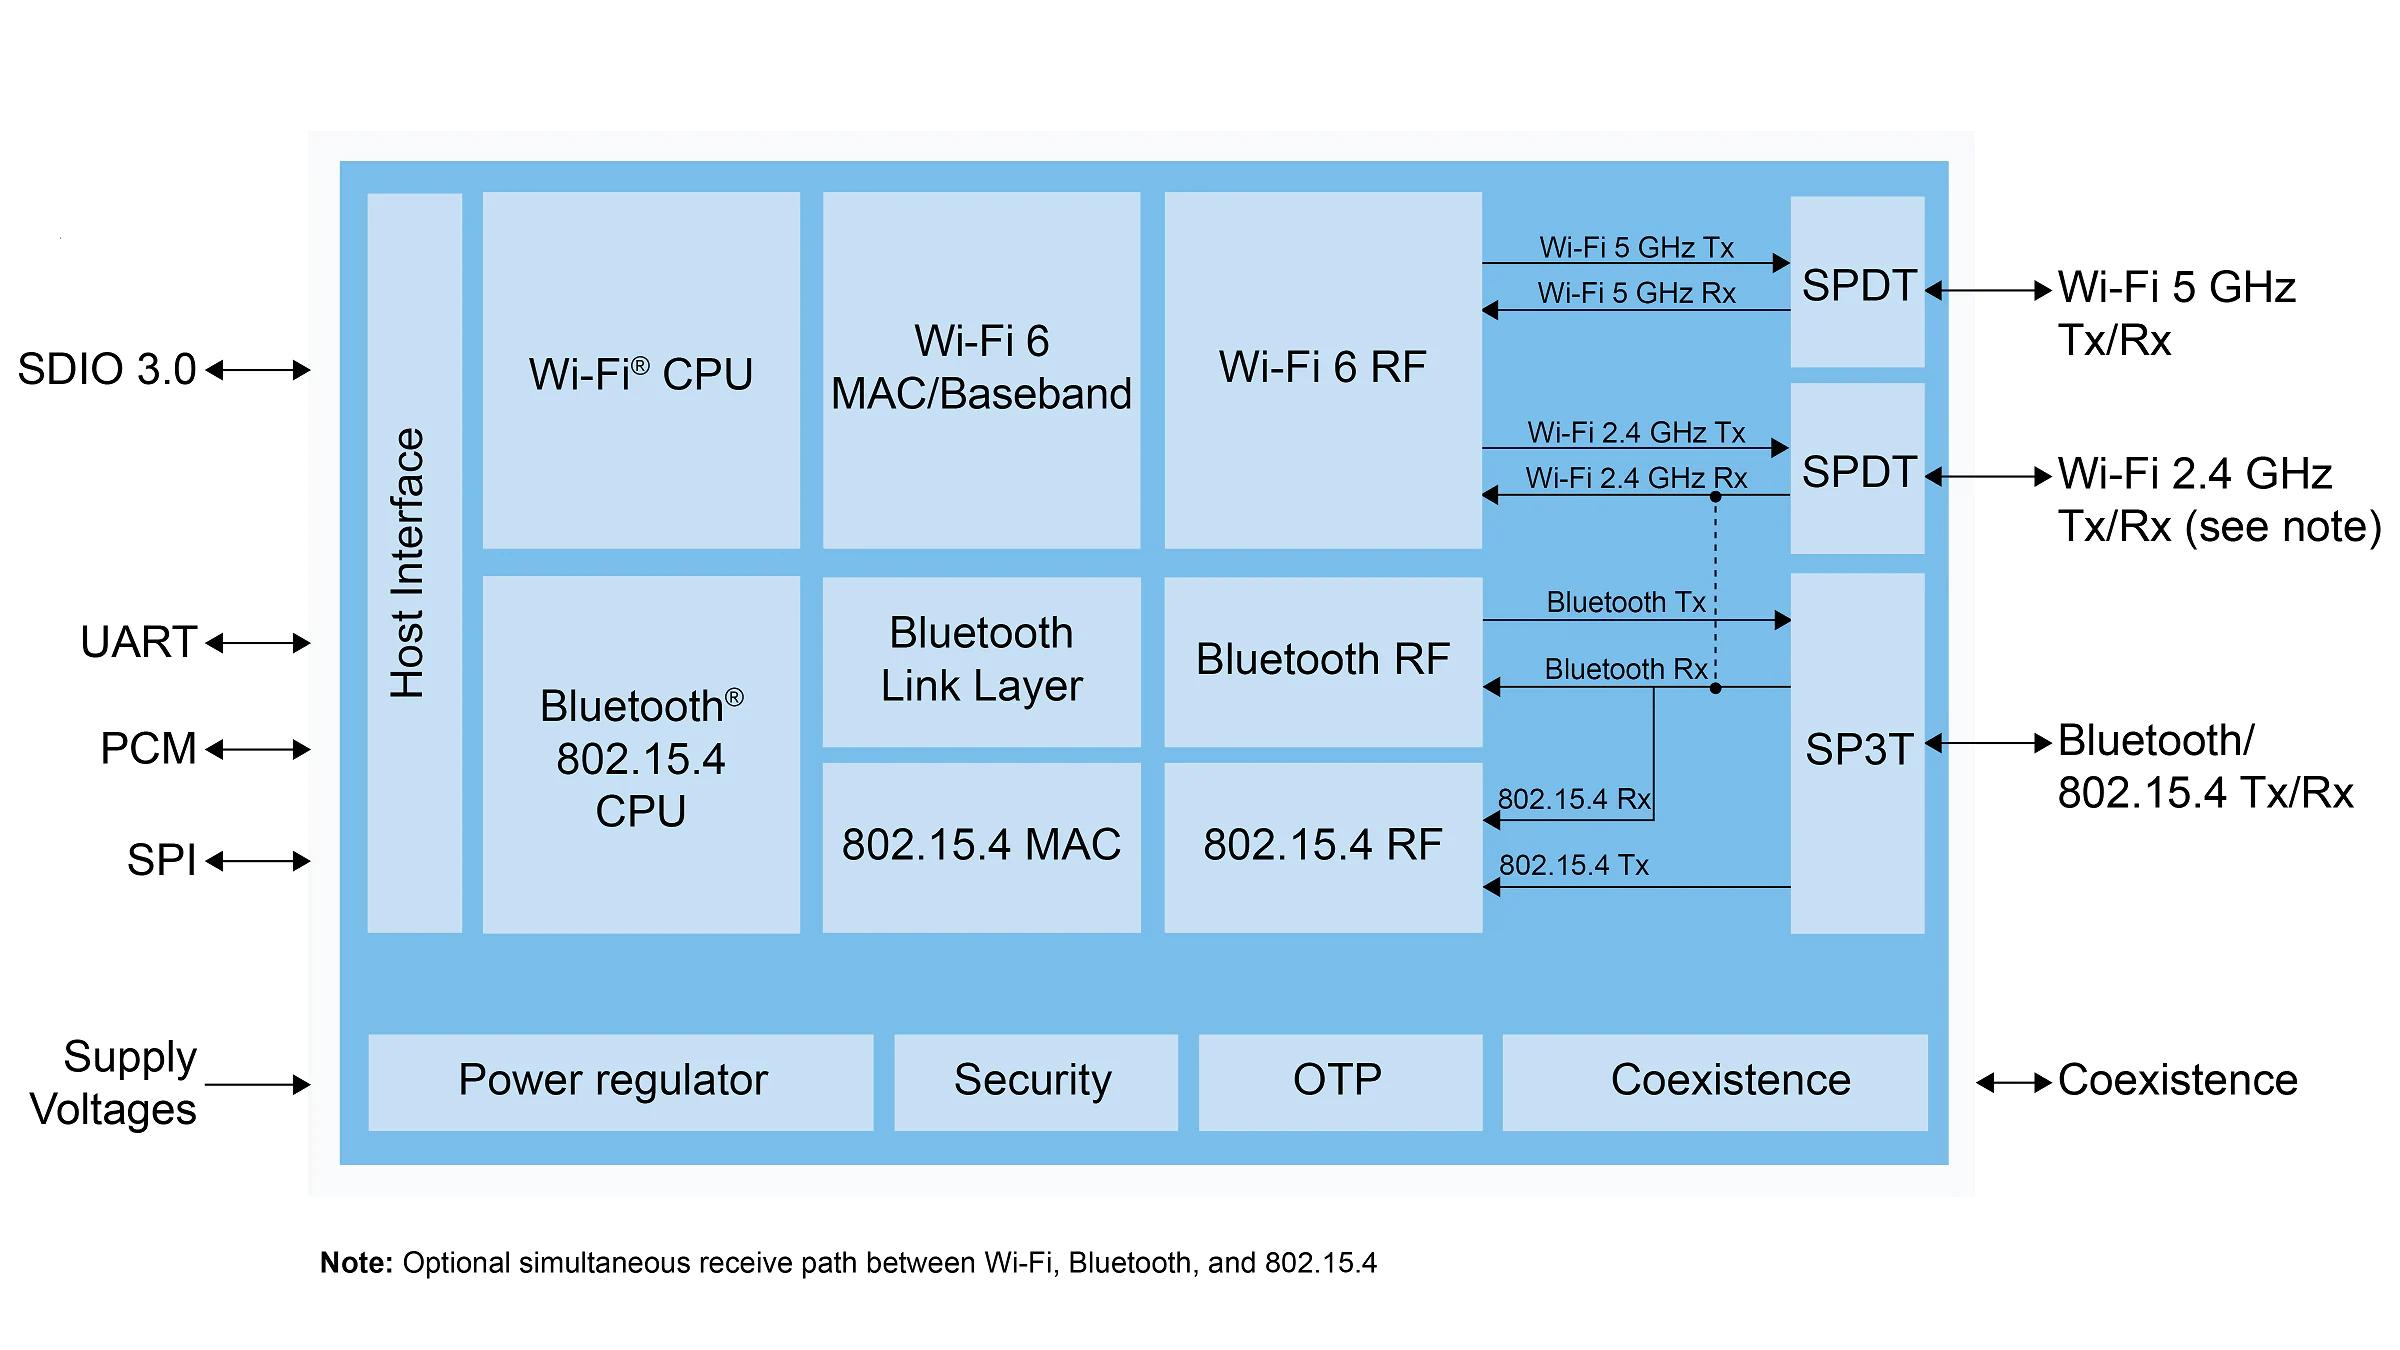 SDIO 3.0
UART
PCM
SPI
Supply
Voltages
Host Interface
Wi-Fi® CPU
Wi-Fi 6
MAC/Baseband
Wi-Fi 6 RF
Bluetooth®
802.15.4
CPU
Bluetooth
Link Layer
Bluetooth RF
802.15.4 MAC
802.15.4 RF
Wi-Fi 5 GHz Tx
Wi-Fi 5 GHz Rx
Wi-Fi 2.4 GHz Tx
Wi-Fi 2.4 GHz Rx
Bluetooth Tx
Bluetooth Rx
802.15.4 Rx
802.15.4 Tx
SPDT
SPDT
SP3T
Wi-Fi 5 GHz
Tx/Rx
Wi-Fi 2.4 GHz
Tx/Rx (see note)
Bluetooth/
802.15.4 Tx/Rx
Power regulator
Security
OTP
Coexistence
Coexistence
Note: Optional simultaneous receive path between Wi-Fi, Bluetooth, and 802.15.4